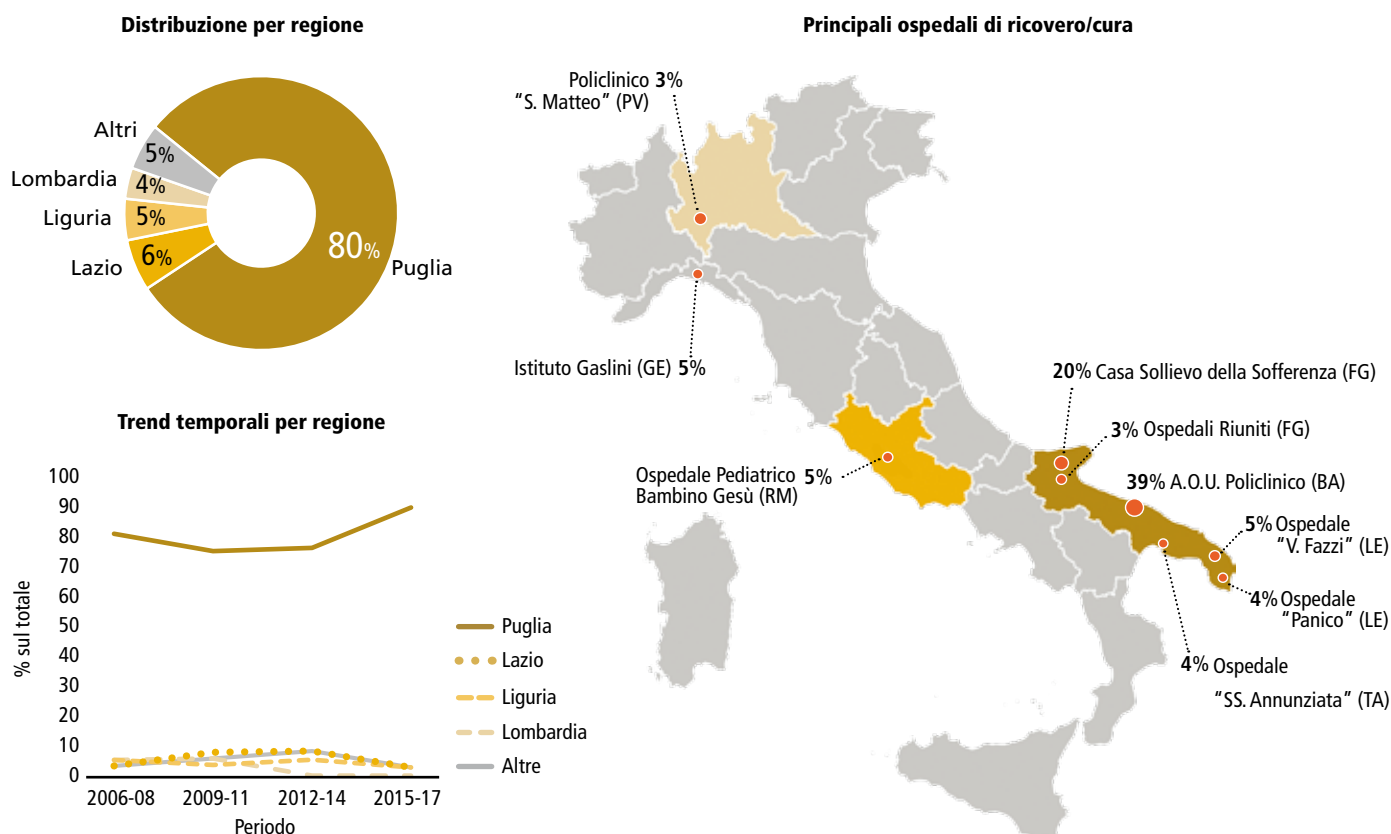 Distribuzione per regione
Altri
5%
Lombardia
4%
Liguria
5%
Lazio
6%
80%
Puglia
Trend temporali per regione
% sul totale
100
90
80
70
60
50
40
30
20
10
0
2006-08
2009-11
2012-14
2015-17
Periodo
Puglia
Lazio
Liguria
Lombardia
Altre
Principali ospedali di ricovero/cura
Policlinico 3%
"S. Matteo" (PV)
Istituto Gaslini (GE) 5%
Ospedale Pediatrico 5%
Bambino Gesù (RM)
20% Casa Sollievo della Sofferenza (FG)
3% Ospedali Riuniti (FG)
39% A.O.U. Policlinico (BA)
5% Ospedale
"V. Fazzi" (LE)
4% Ospedale
"Panico" (LE)
4% Ospedale
"SS. Annunziata" (TA)